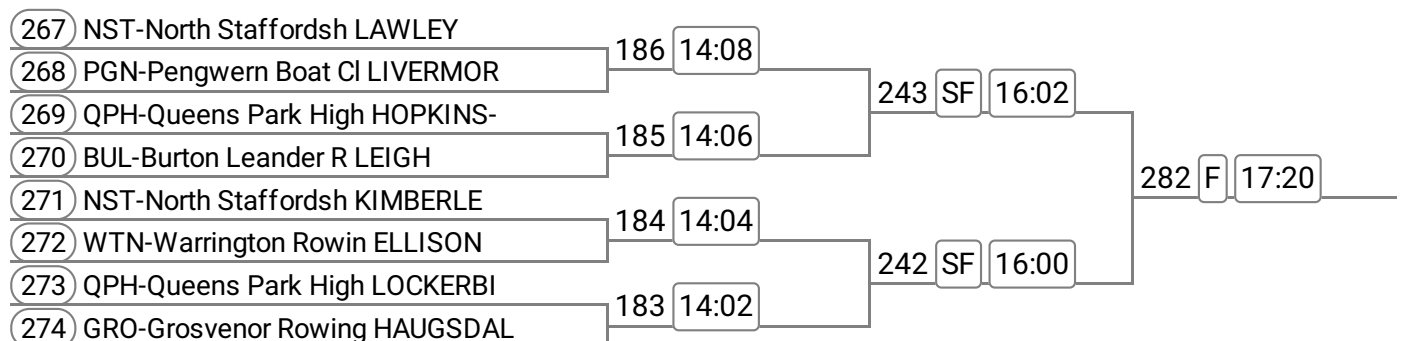 267 NST-North Staffordsh LAWLEY
186 14:08
268 PGN-Pengwern Boat Cl LIVERMOR
243 SF 16:02
269 QPH-Queens Park High HOPKINS-
185 14:06
270 BUL-Burton Leander R LEIGH
282 F 17:20
271 NST-North Staffordsh KIMBERLE
184 14:04
272 WTN-Warrington Rowin ELLISON
242 SF 16:00
273 QPH-Queens Park High LOCKERBI
183 14:02
274 GRO-Grosvenor Rowing HAUGSDAL